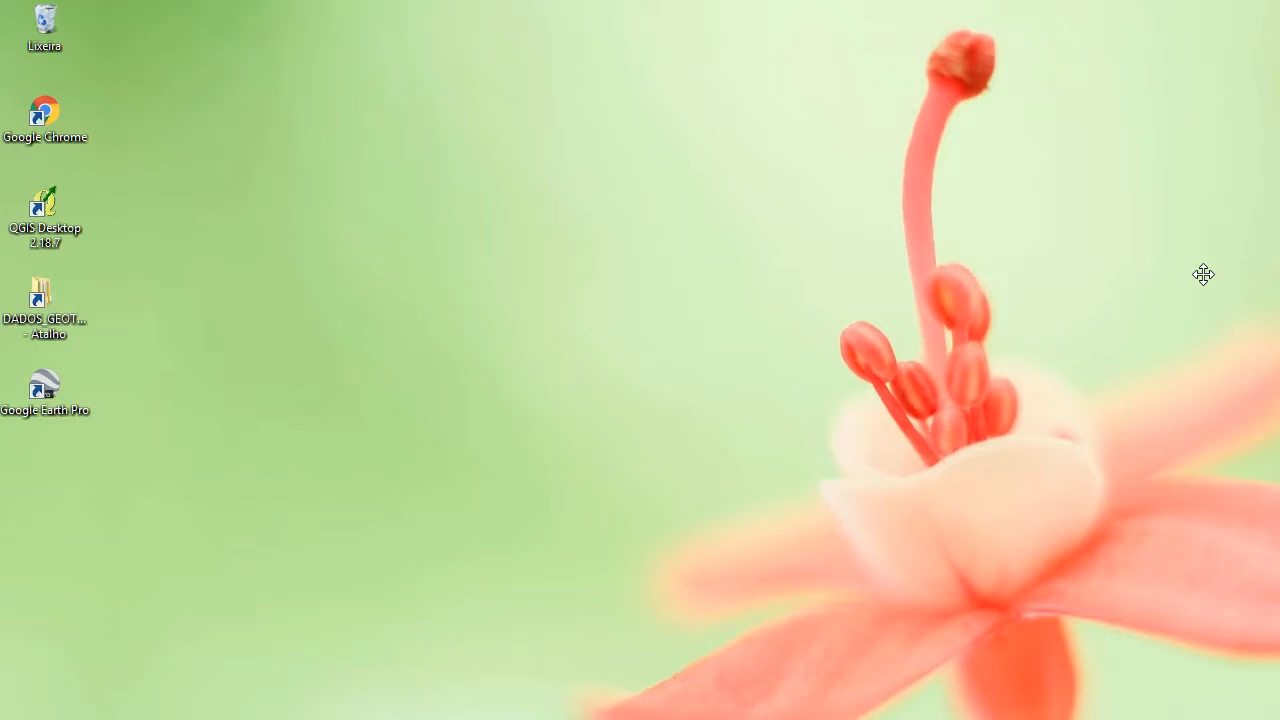 Lixeira
Google Chrome
QGIS Desktop
2.18.7
DADOS_GEOT...
- Atalho
Google Earth Pro